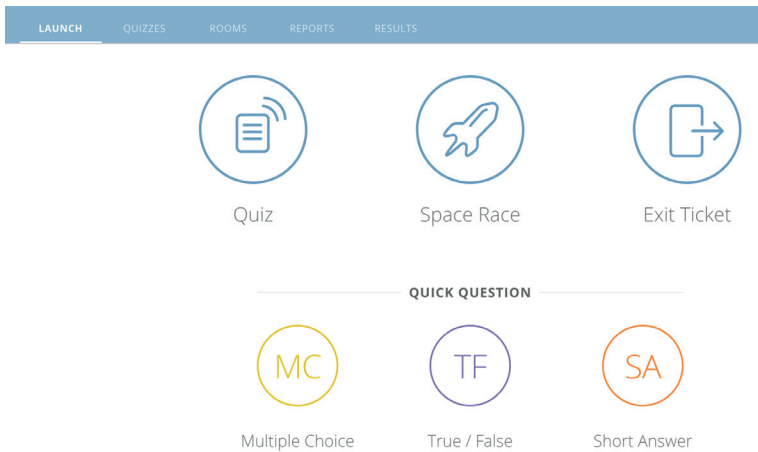 LAUNCH QUIZZES ROOMS REPORTS RESULTS
Quiz Space Race Exit Ticket
QUICK QUESTION
MC TF SA
Multiple Choice True / False Short Answer